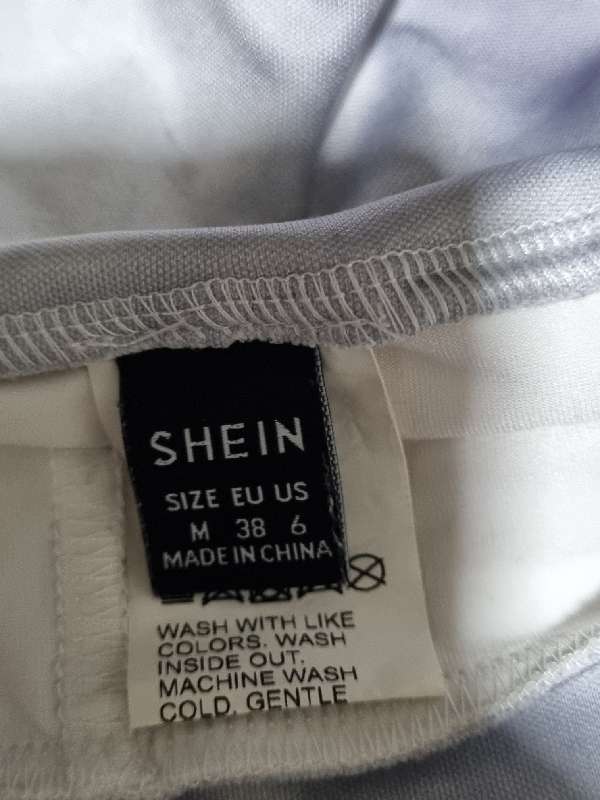 SHEIN
SIZE EU US
M 38 6
MADE IN CHINA
WASH WITH LIKE
COLORS. WASH
INSIDE OUT.
MACHINE WASH
COLD, GENTLE